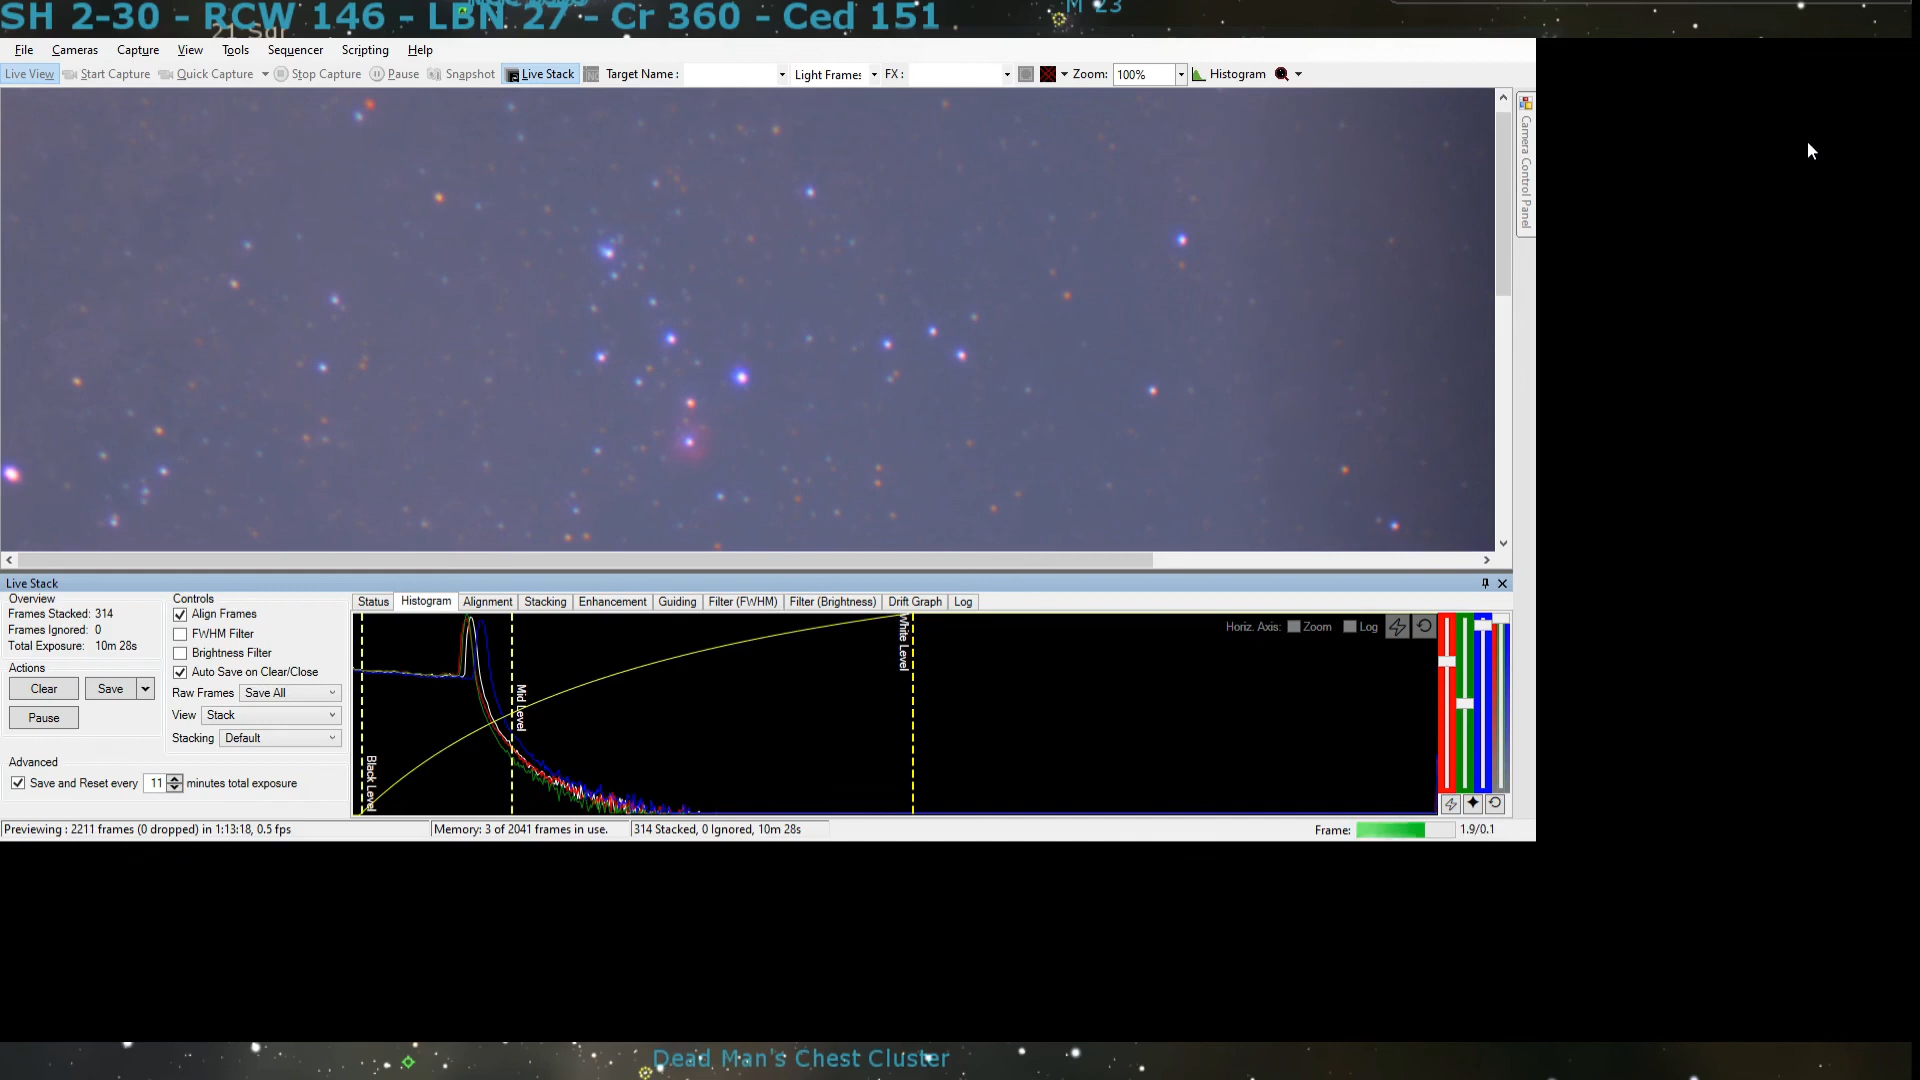 SH 2-30 - RCW 146 - LBN 27 - Cr 360 - Ced 151
M 23
21 Sgr
File Cameras Capture View Tools Sequencer Scripting Help
Live View Start Capture Quick Capture Stop Capture Pause Snapshot Live Stack Target Name : Light Frames FX : Zoom: 100% Histogram
Camera Control Panel
Live Stack
Overview
Frames Stacked: 314
Frames Ignored: 0
Total Exposure: 10m 28s
Actions
Clear Save
Pause
Controls
Align Frames
FWHM Filter
Brightness Filter
Auto Save on Clear/Close
Raw Frames Save All
View Stack
Stacking Default
Advanced
Save and Reset every 11 minutes total exposure
Status Histogram Alignment Stacking Enhancement Guiding Filter (FWHM) Filter (Brightness) Drift Graph Log
Horiz. Axis: Zoom Log
Black Level
Mid Level
White Level
Previewing : 2211 frames (0 dropped) in 1:13:18, 0.5 fps Memory: 3 of 2041 frames in use. 314 Stacked, 0 Ignored, 10m 28s Frame: 1.9/0.1
Dead Man's Chest Cluster